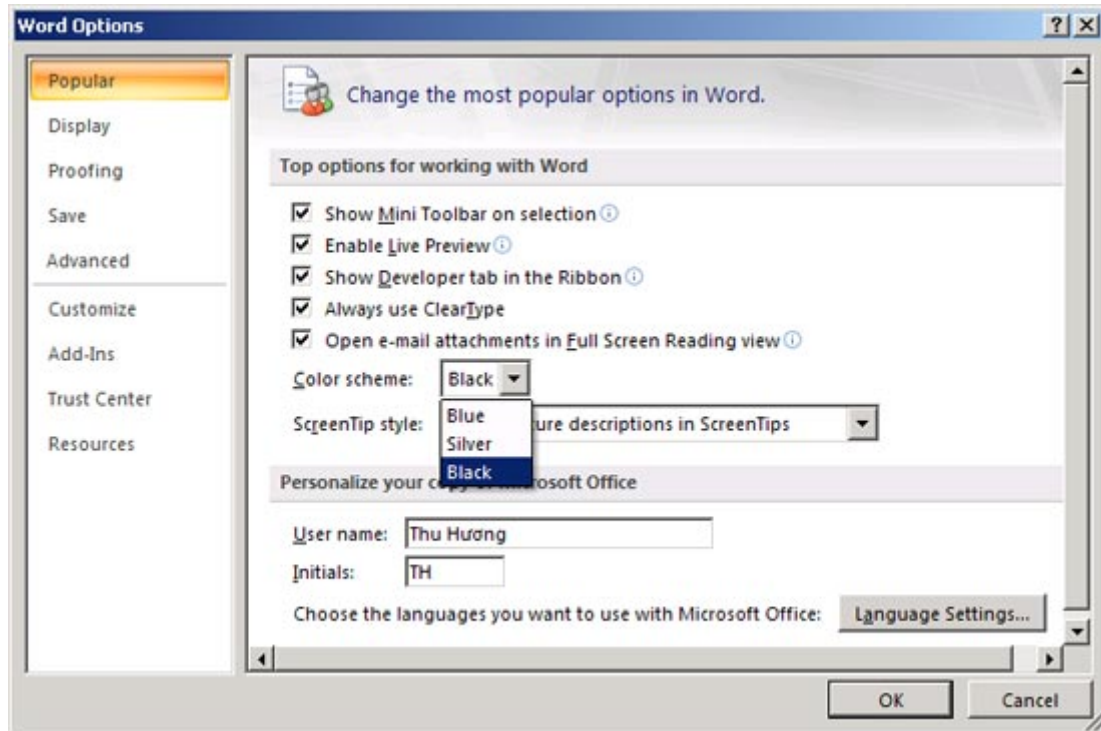 Word Options
Popular
Display
Proofing
Save
Advanced
Customize
Add-Ins
Trust Center
Resources
Change the most popular options in Word.
Top options for working with Word
Show Mini Toolbar on selection
Enable Live Preview
Show Developer tab in the Ribbon
Always use ClearType
Open e-mail attachments in Full Screen Reading view
Color scheme: Black
Blue
Silver
Black
ScreenTip style: ure descriptions in ScreenTips
Personalize your c osoft Office
User name: Thu Hương
Initials: TH
Choose the languages you want to use with Microsoft Office: Language Settings...
OK Cancel